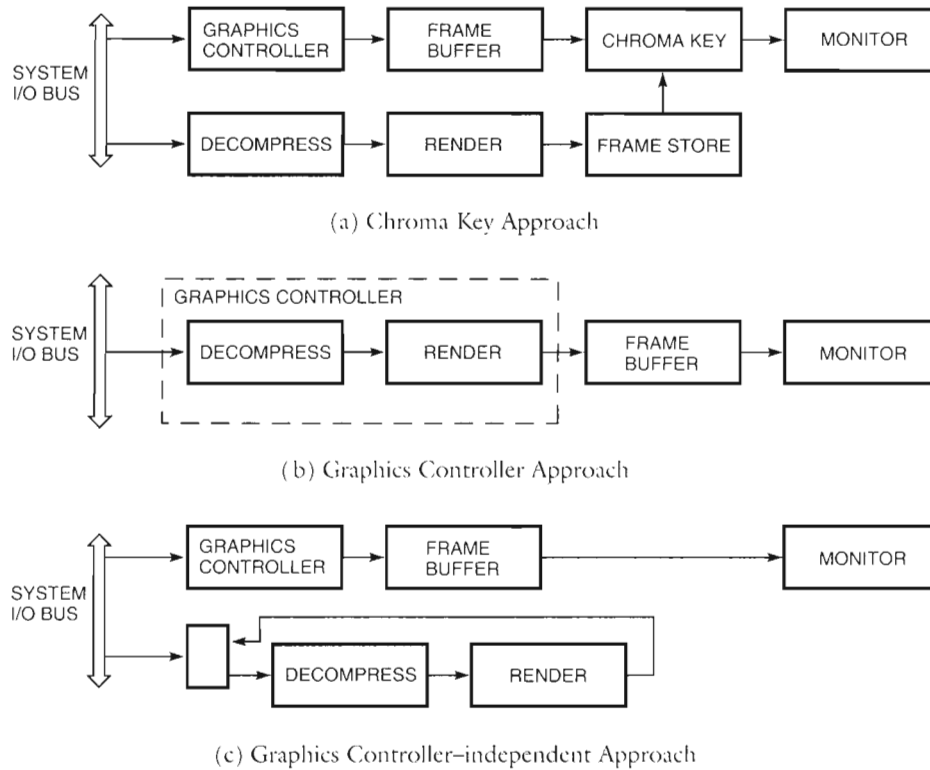 GRAPHICS
CONTROLLER
FRAME
BUFFER
CHROMA KEY
MONITOR
SYSTEM
I/O BUS
DECOMPRESS
RENDER
FRAME STORE
(a) Chroma Key Approach
GRAPHICS CONTROLLER
SYSTEM
I/O BUS
DECOMPRESS
RENDER
FRAME
BUFFER
MONITOR
(b) Graphics Controller Approach
GRAPHICS
CONTROLLER
FRAME
BUFFER
MONITOR
SYSTEM
I/O BUS
DECOMPRESS
RENDER
(c) Graphics Controller–independent Approach